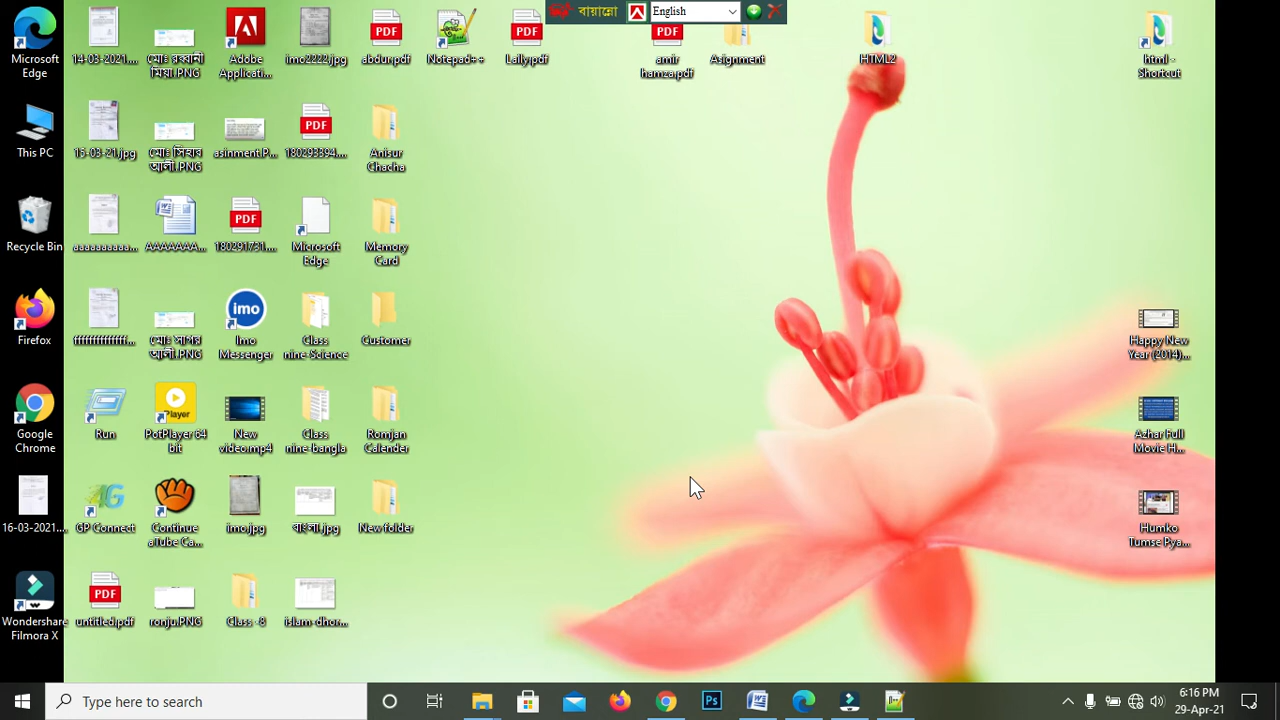 বায়ান্নো
English
Microsoft
Edge
14-03-2021....
মোঃ রব্বানী
মিয়া.PNG
Adobe
Applicati...
imo2222.jpg
abdur.pdf
Notepad++
Laily.pdf
amir
hamza.pdf
Asignment
HTML2
html -
Shortcut
This PC
13-03-21.jpg
আলী.PNG
asinment.P...
180293394....
Anisur
Chacha
Recycle Bin
aaaaaaaaaa...
AAAAAAA...
180291731....
Microsoft
Edge
Memory
Card
Firefox
ffffffffffffff...
মোঃ সাগর
আলী.PNG
Imo
Messenger
Class
nine-Science
Customer
Happy New
Year (2014)...
Google
Chrome
Run
PotPlayer 64
bit
New
video.mp4
Class
nine-bangla
Romjan
Calender
Azhar Full
Movie H...
16-03-2021....
GP Connect
Continue
aTube Ca...
imo.jpg
বাংলা.jpg
New folder
Humko
Tumse Pya...
Wondershare
Filmora X
untitled.pdf
ronju.PNG
Class -8
islam-dhor...
PDF
PDF
PDF
PDF
PDF
PDF
imo
Player
Type here to search
Ps
6:16 PM
29-Apr-21